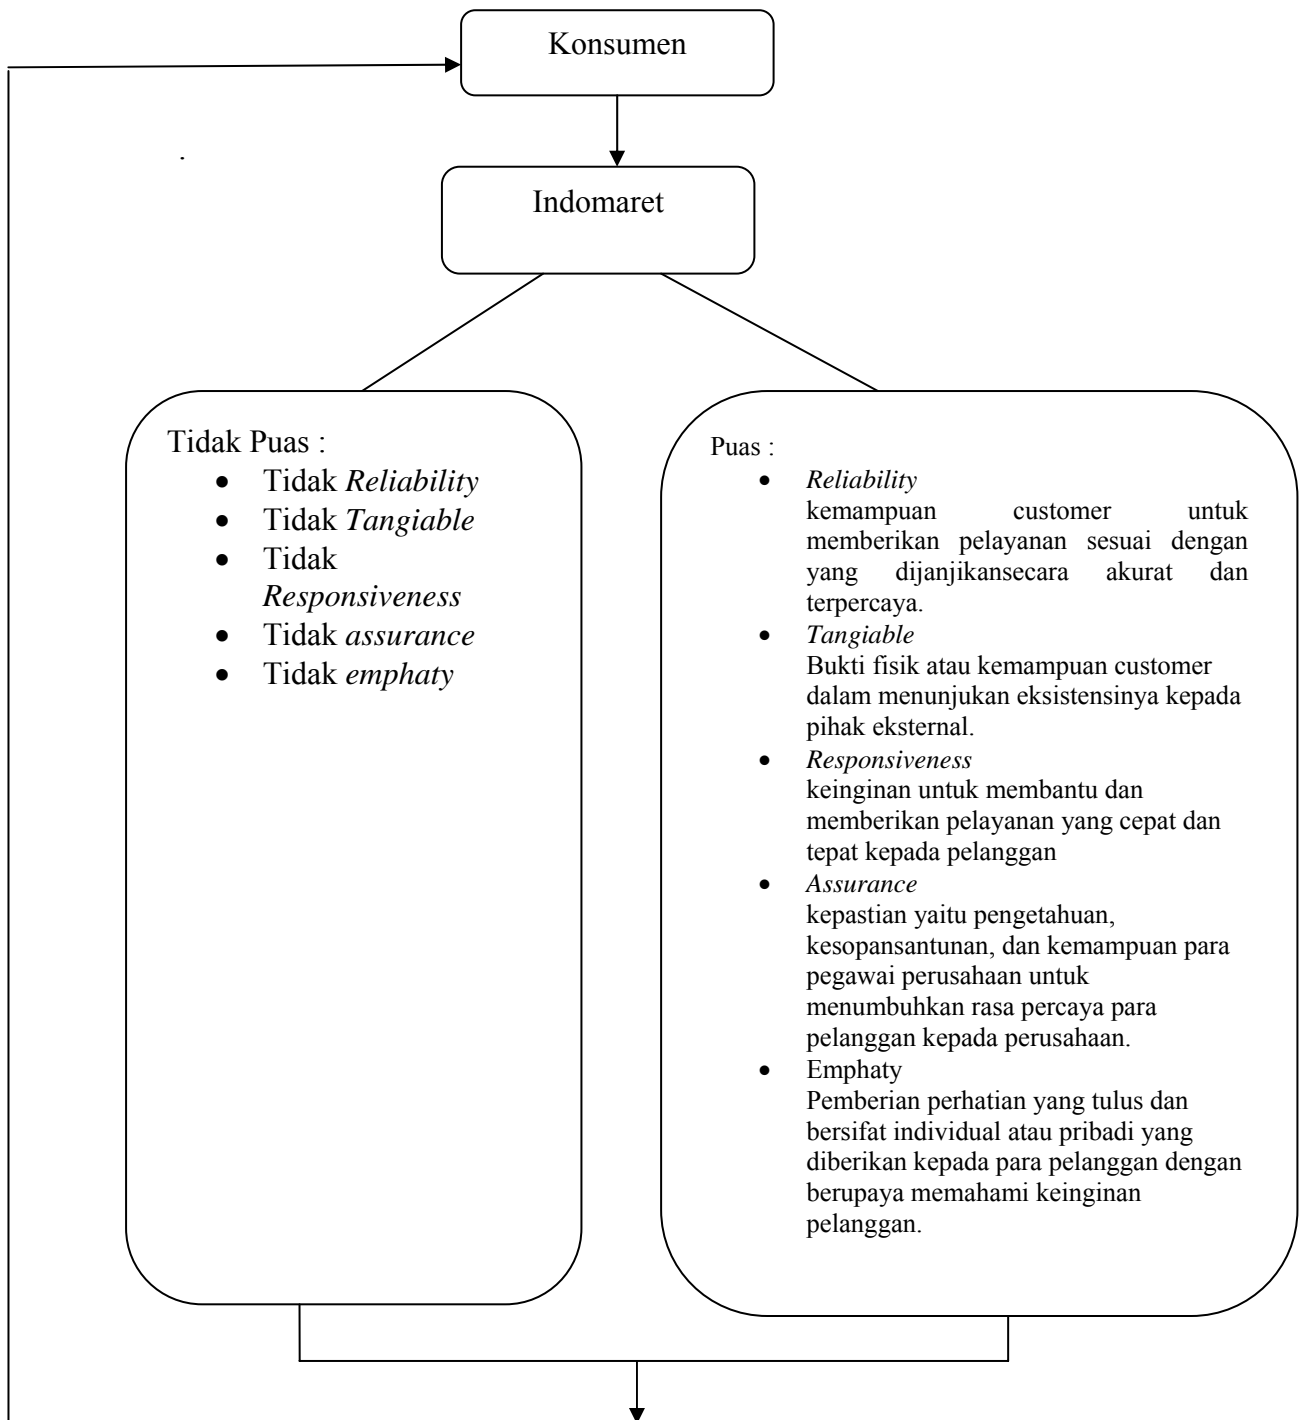 Konsumen
Indomaret
Tidak Puas :
• Tidak Reliability
• Tidak Tangiable
• Tidak
Responsiveness
• Tidak assurance
• Tidak emphaty
Puas :
• Reliability
kemampuan customer untuk
memberikan pelayanan sesuai dengan
yang dijanjikansecara akurat dan
terpercaya.
• Tangiable
Bukti fisik atau kemampuan customer
dalam menunjukan eksistensinya kepada
pihak eksternal.
• Responsiveness
keinginan untuk membantu dan
memberikan pelayanan yang cepat dan
tepat kepada pelanggan
• Assurance
kepastian yaitu pengetahuan,
kesopansantunan, dan kemampuan para
pegawai perusahaan untuk
menumbuhkan rasa percaya para
pelanggan kepada perusahaan.
• Emphaty
Pemberian perhatian yang tulus dan
bersifat individual atau pribadi yang
diberikan kepada para pelanggan dengan
berupaya memahami keinginan
pelanggan.